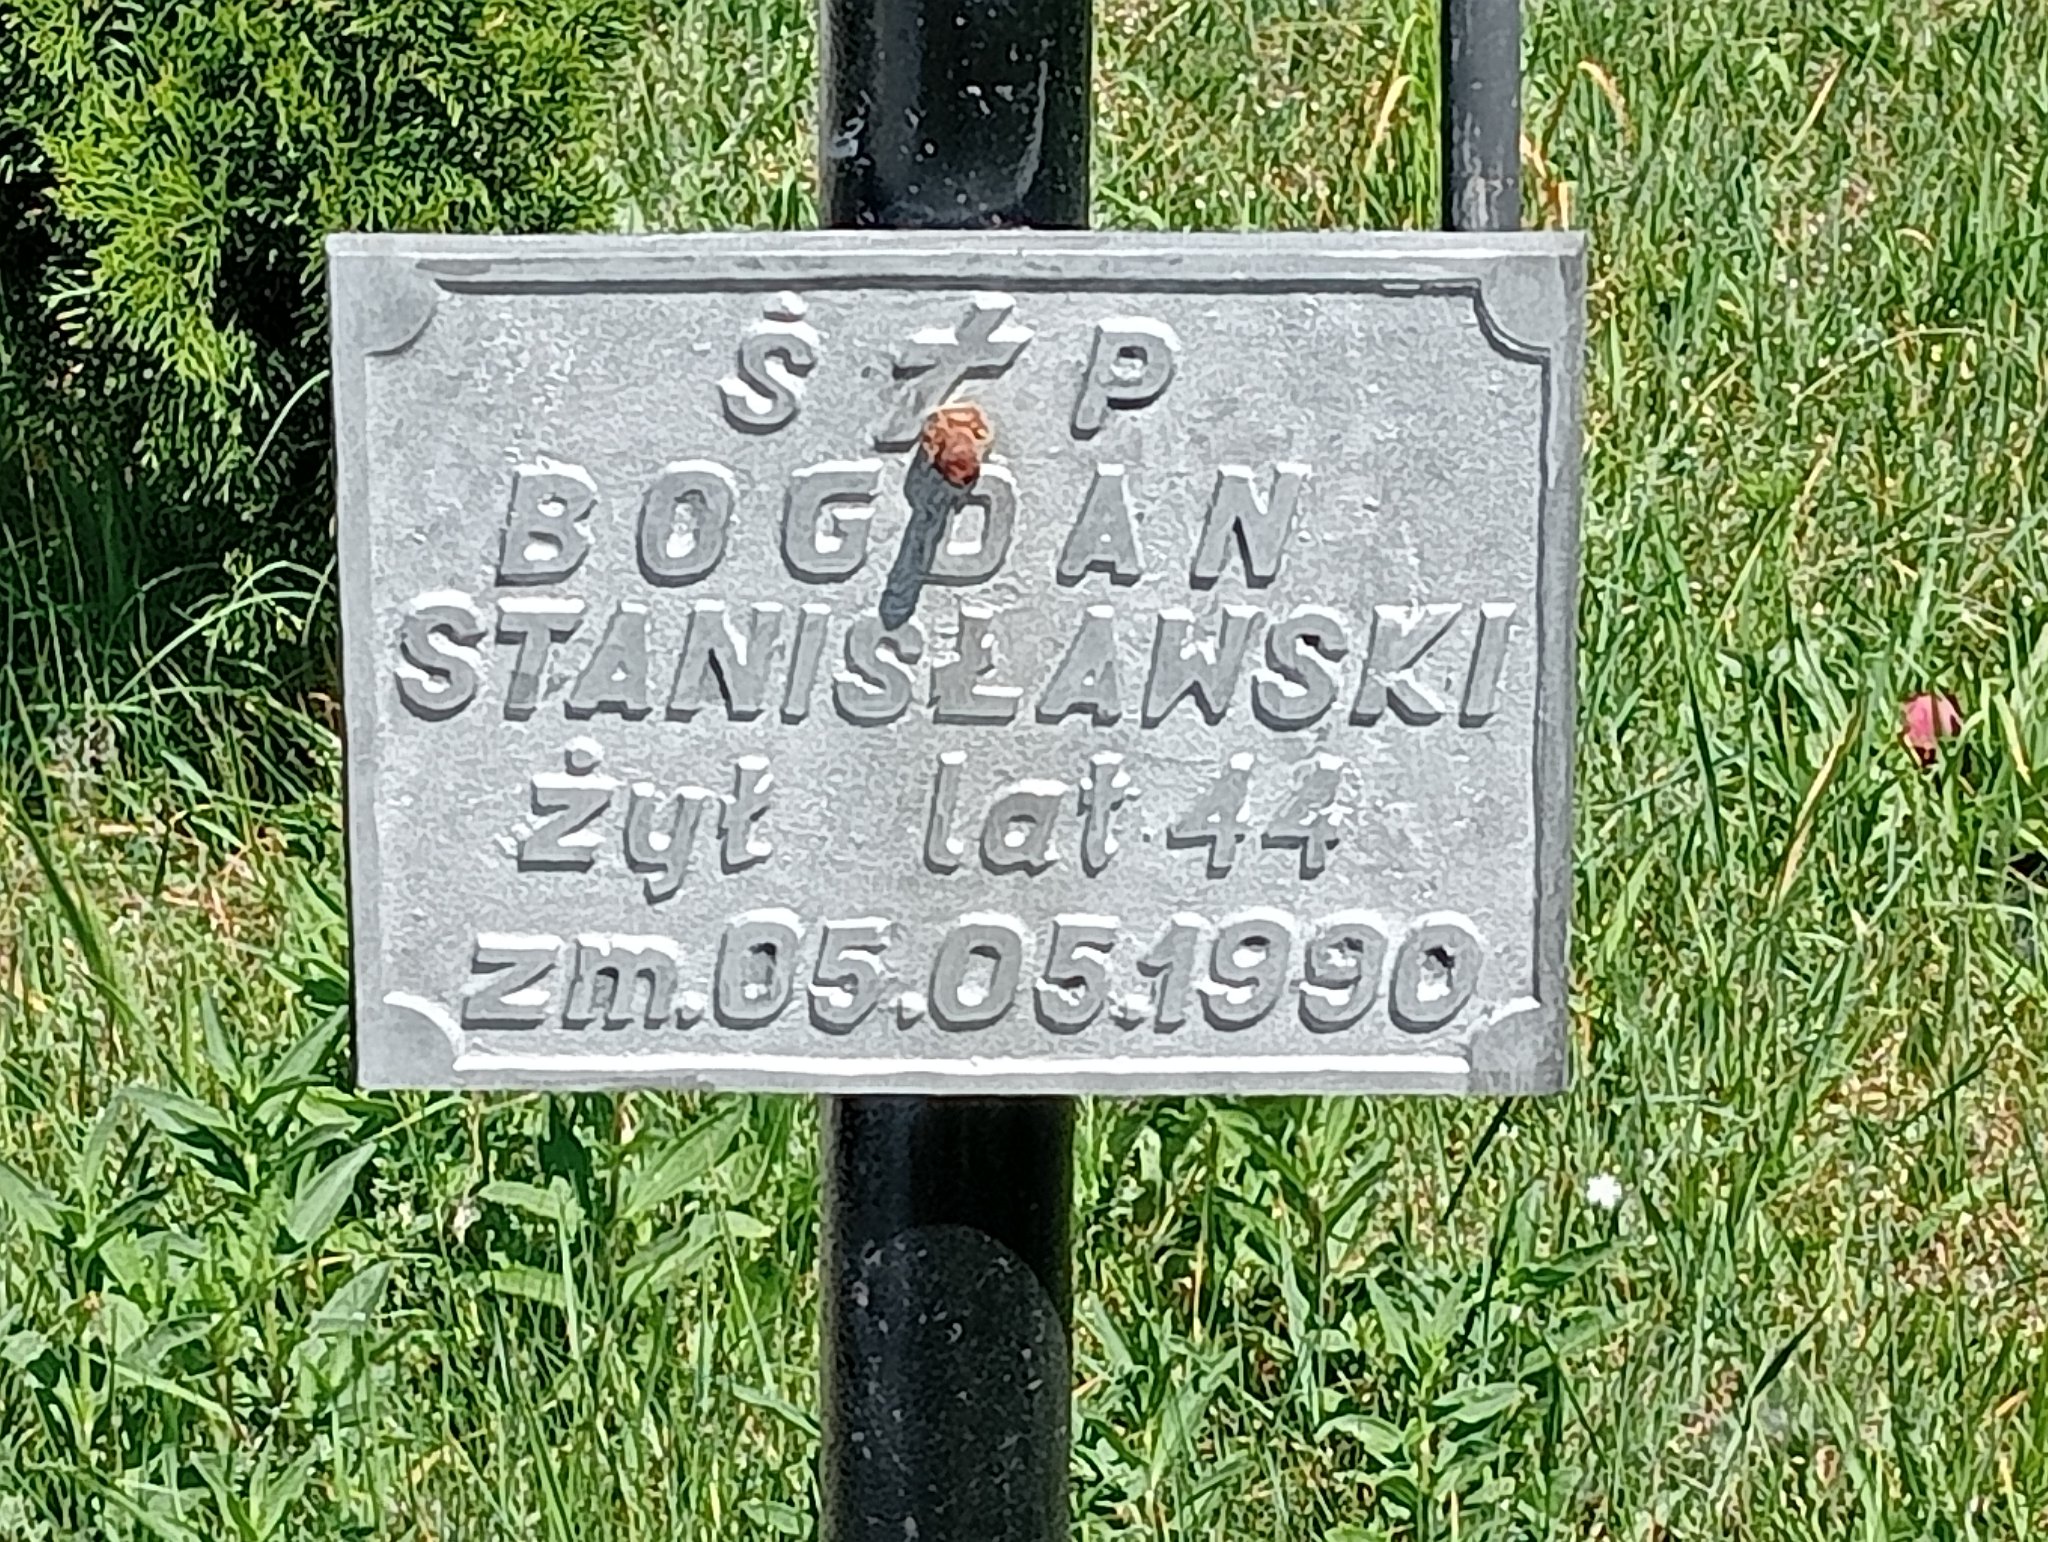 Ś † P
BOGDAN
STANISŁAWSKI
żył lat 44
zm. 05.05.1990